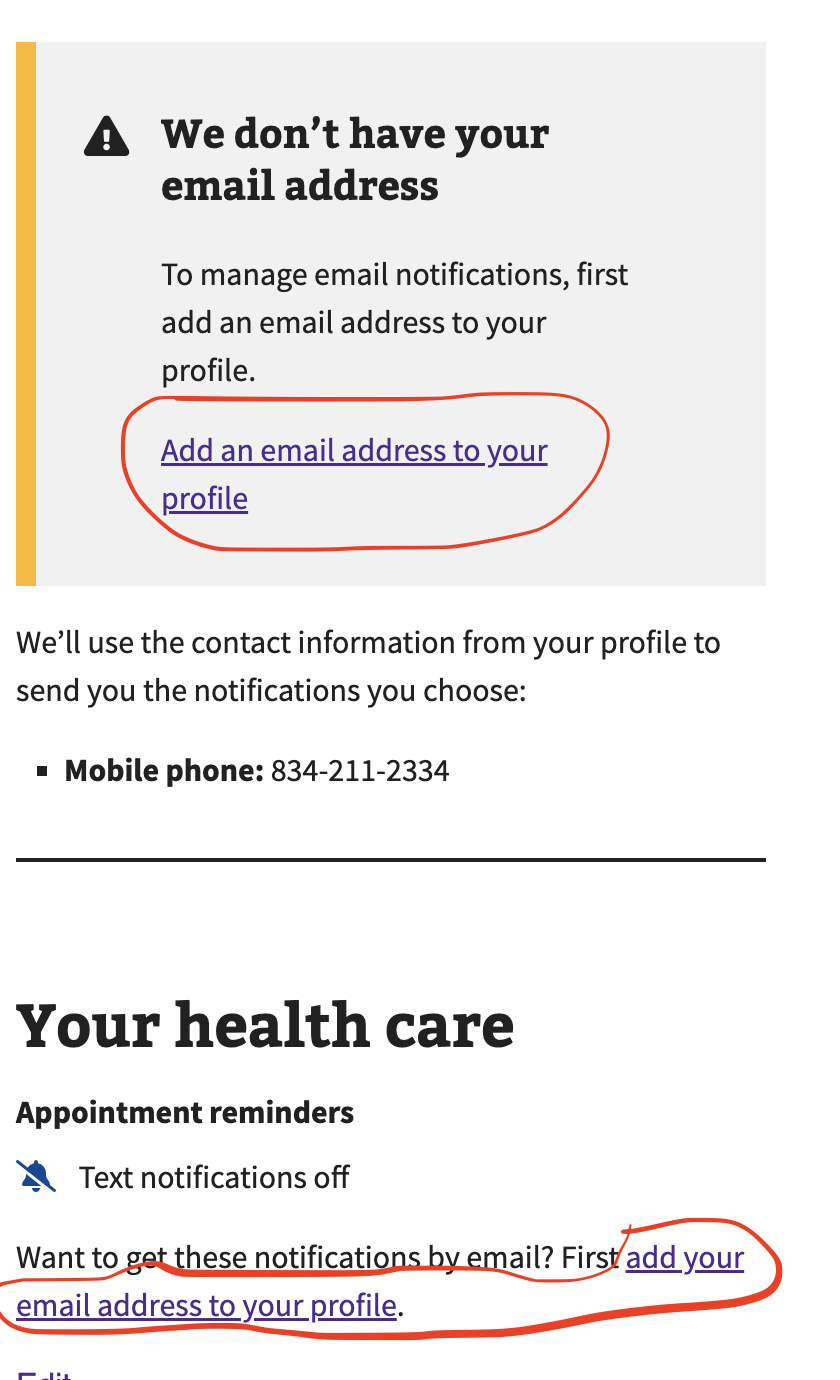 We don’t have your
email address
To manage email notifications, first
add an email address to your
profile.
Add an email address to your
profile
We’ll use the contact information from your profile to
send you the notifications you choose:
▪ Mobile phone: 834-211-2334
Your health care
Appointment reminders
Text notifications off
Want to get these notifications by email? First add your
email address to your profile.
Edit